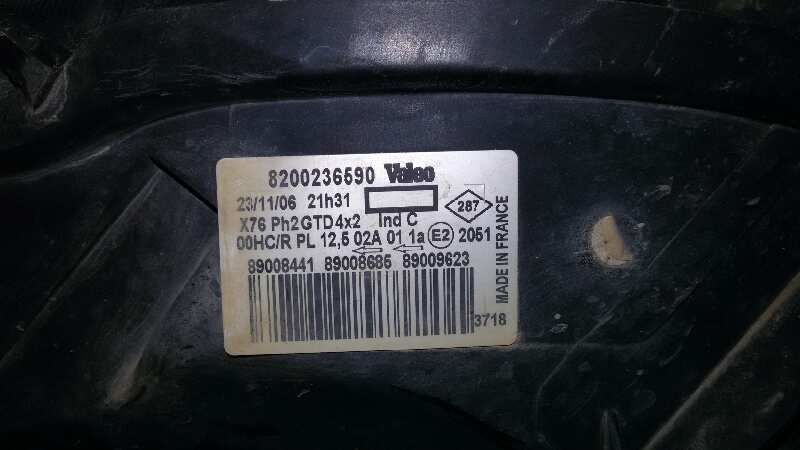 8200236590 Valeo
23/11/06 21h31
287
X76 Ph2GTD4x2 Ind C
00HC/R PL 12,5 02A 01 1a E2 2051
89008441 89008685 89009623
3718
MADE IN FRANCE